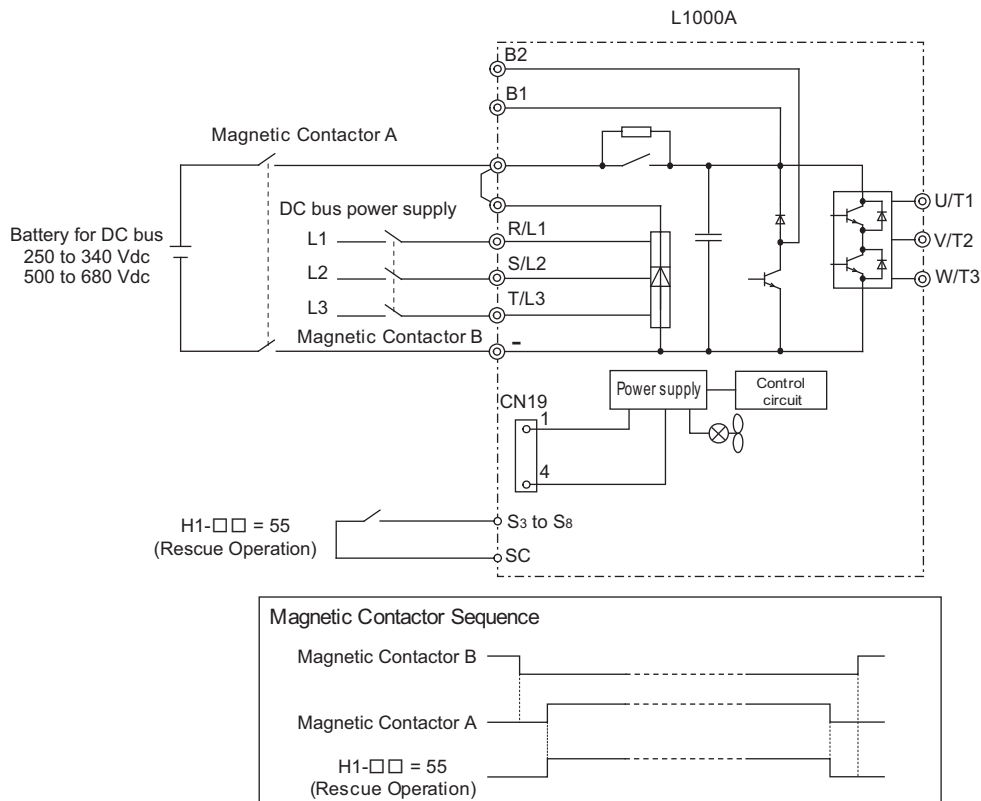 L1000A
B2
B1
Magnetic Contactor A
DC bus power supply
Battery for DC bus
250 to 340 Vdc
500 to 680 Vdc
L1
R/L1
L2
S/L2
L3
T/L3
Magnetic Contactor B
-
U/T1
V/T2
W/T3
Power supply
Control
circuit
CN19
1
4
H1-□□ = 55
(Rescue Operation)
S3 to S8
SC
Magnetic Contactor Sequence
Magnetic Contactor B
Magnetic Contactor A
H1-□□ = 55
(Rescue Operation)